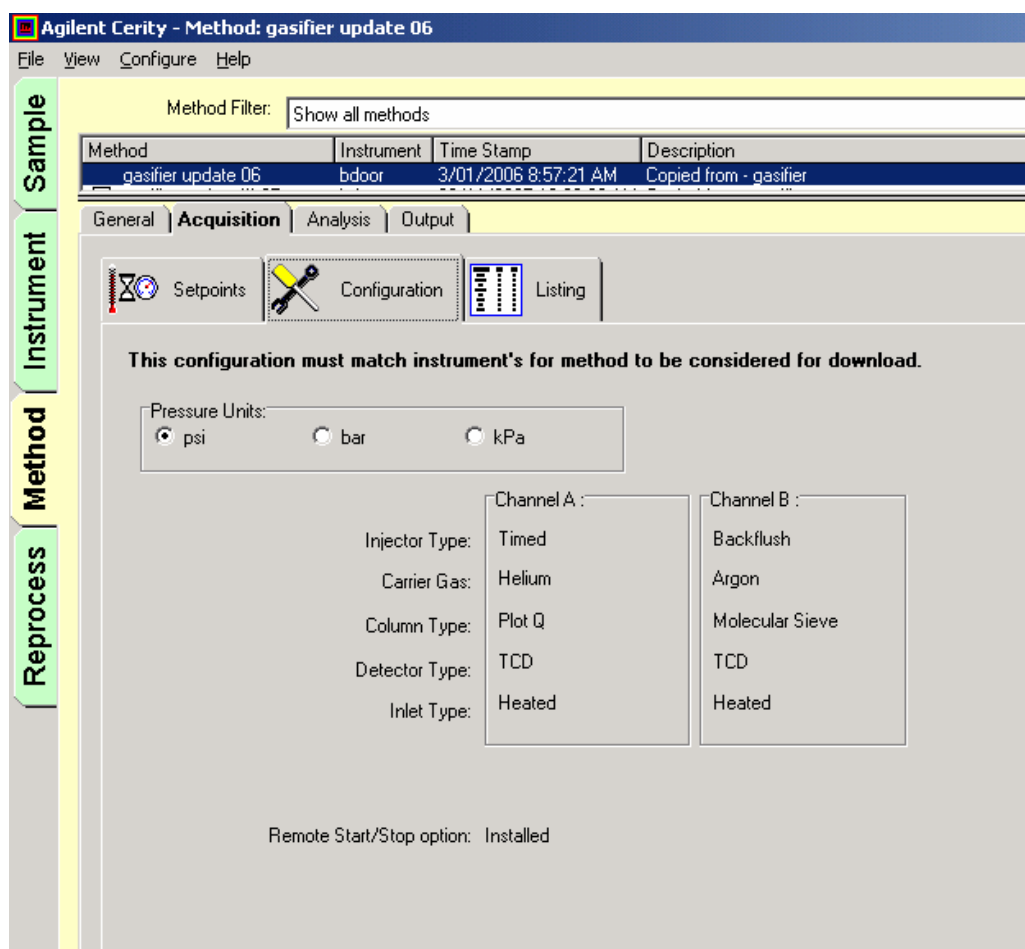 Agilent Cerity - Method: gasifier update 06
File View Configure Help
Sample
Instrument
Method
Reprocess
Method Filter: Show all methods
Method Instrument Time Stamp Description
gasifier update 06 bdoor 3/01/2006 8:57:21 AM Copied from - gasifier
General Acquisition Analysis Output
Setpoints Configuration Listing
This configuration must match instrument's for method to be considered for download.
Pressure Units:
psi bar kPa
Channel A : Channel B :
Injector Type: Timed Backflush
Carrier Gas: Helium Argon
Column Type: Plot Q Molecular Sieve
Detector Type: TCD TCD
Inlet Type: Heated Heated
Remote Start/Stop option: Installed